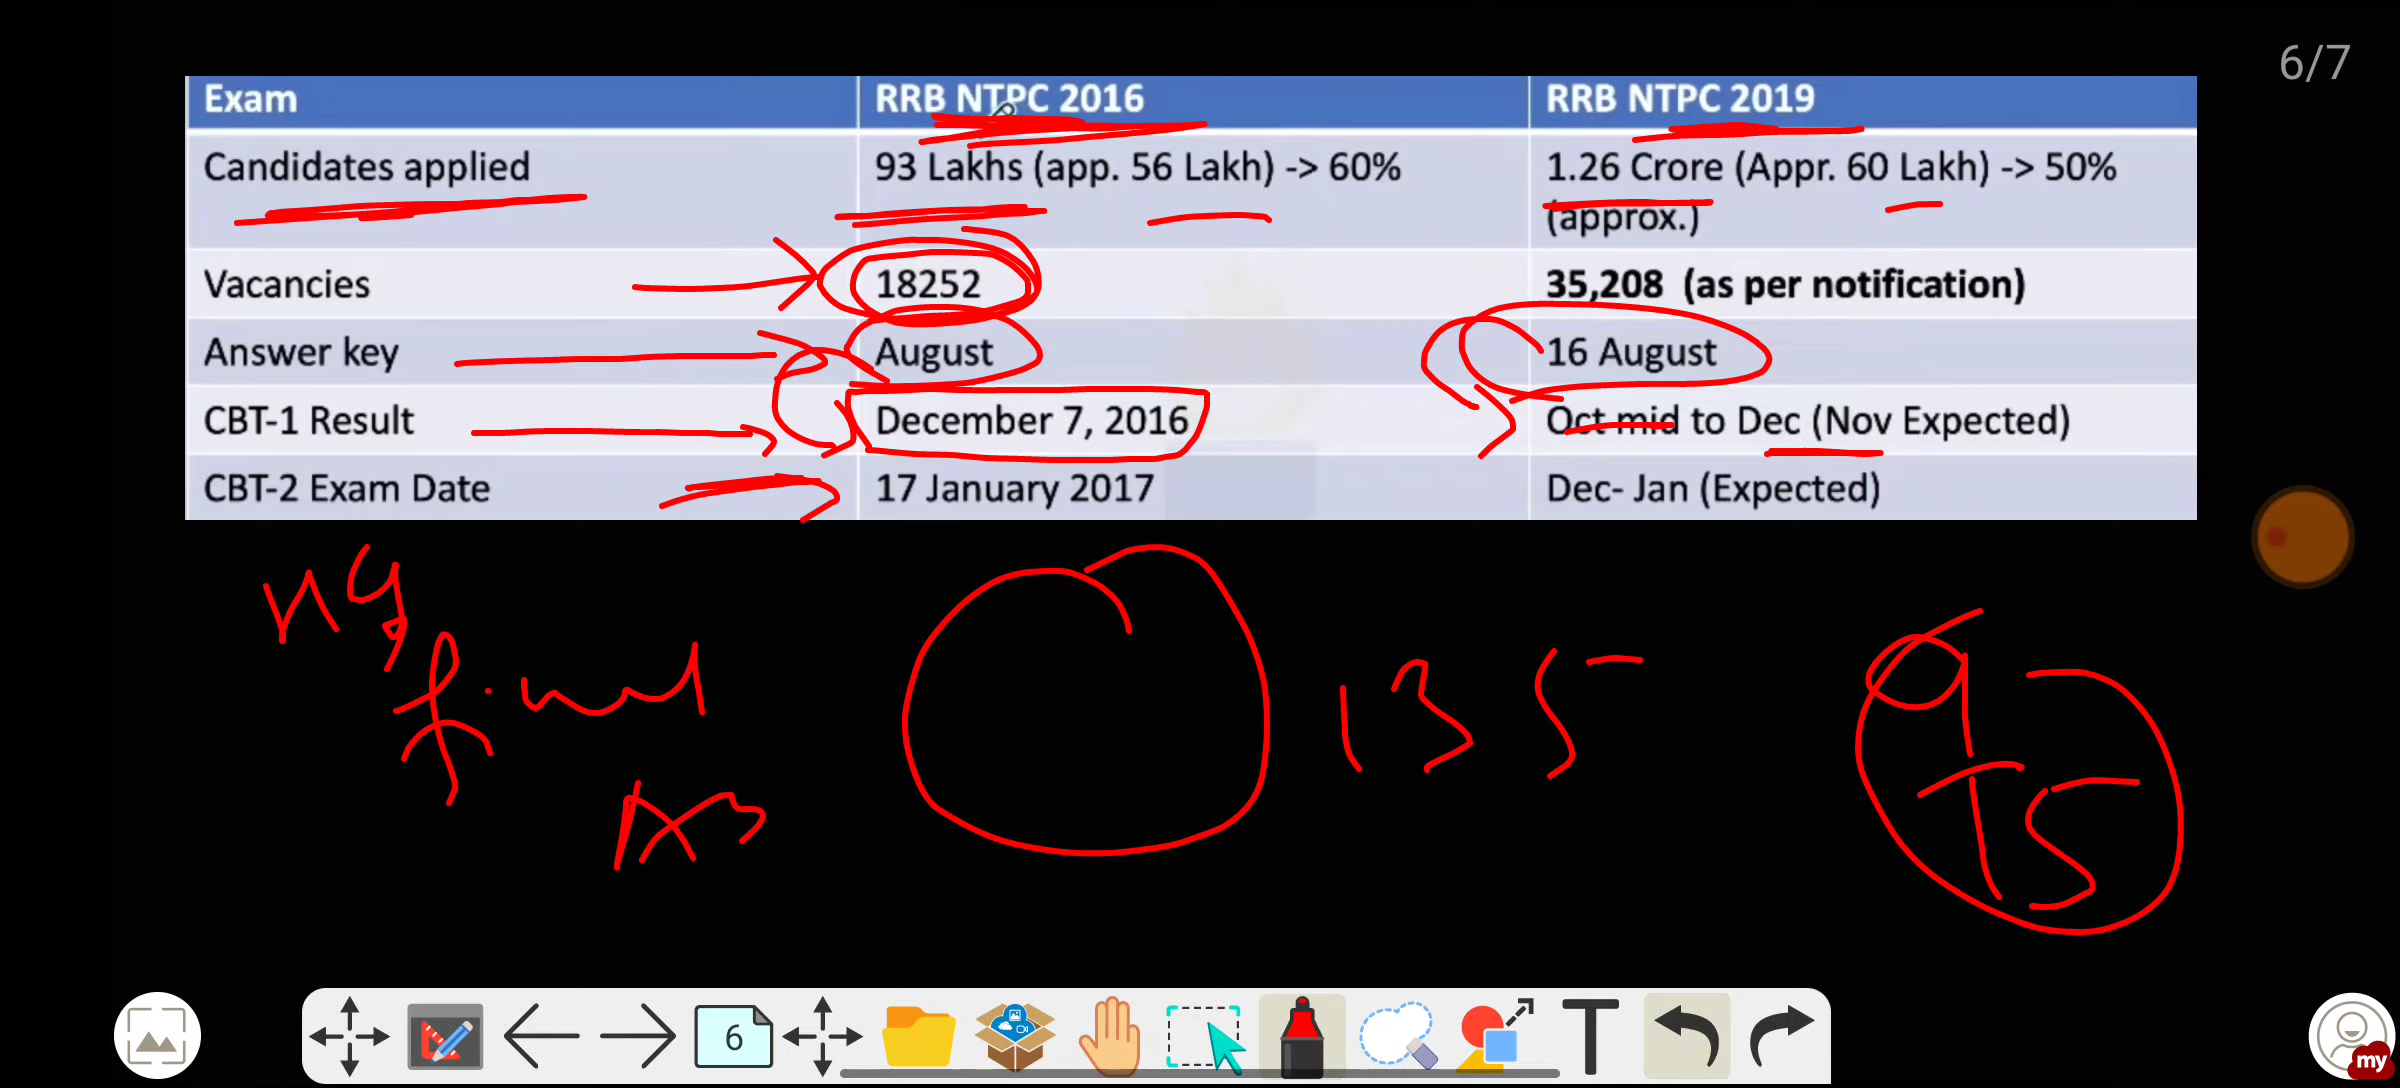 6/7
Exam RRB NTPC 2016 RRB NTPC 2019
Candidates applied 93 Lakhs (app. 56 Lakh) -> 60% 1.26 Crore (Appr. 60 Lakh) -> 50%
(approx.)
Vacancies 18252 35,208 (as per notification)
Answer key August 16 August
CBT-1 Result December 7, 2016 Oct mid to Dec (Nov Expected)
CBT-2 Exam Date 17 January 2017 Dec- Jan (Expected)
135
9
15
6
T
my